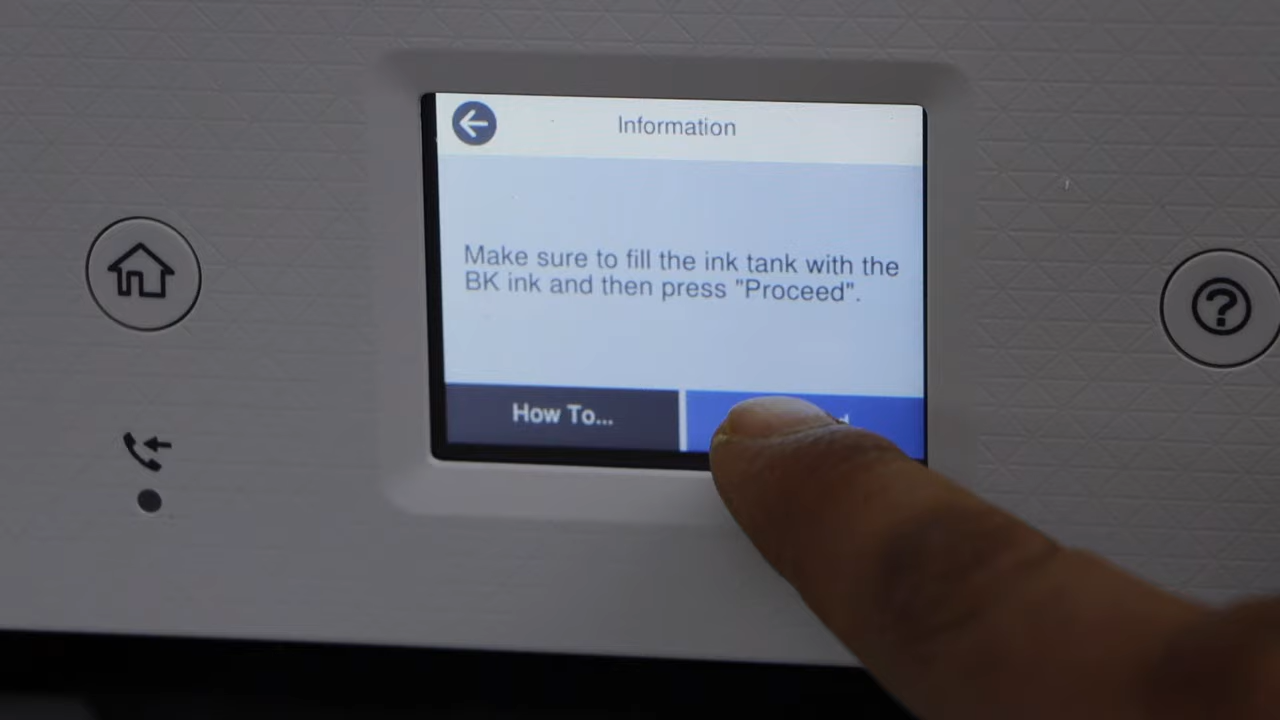 Information
Make sure to fill the ink tank with the
BK ink and then press "Proceed".
How To...